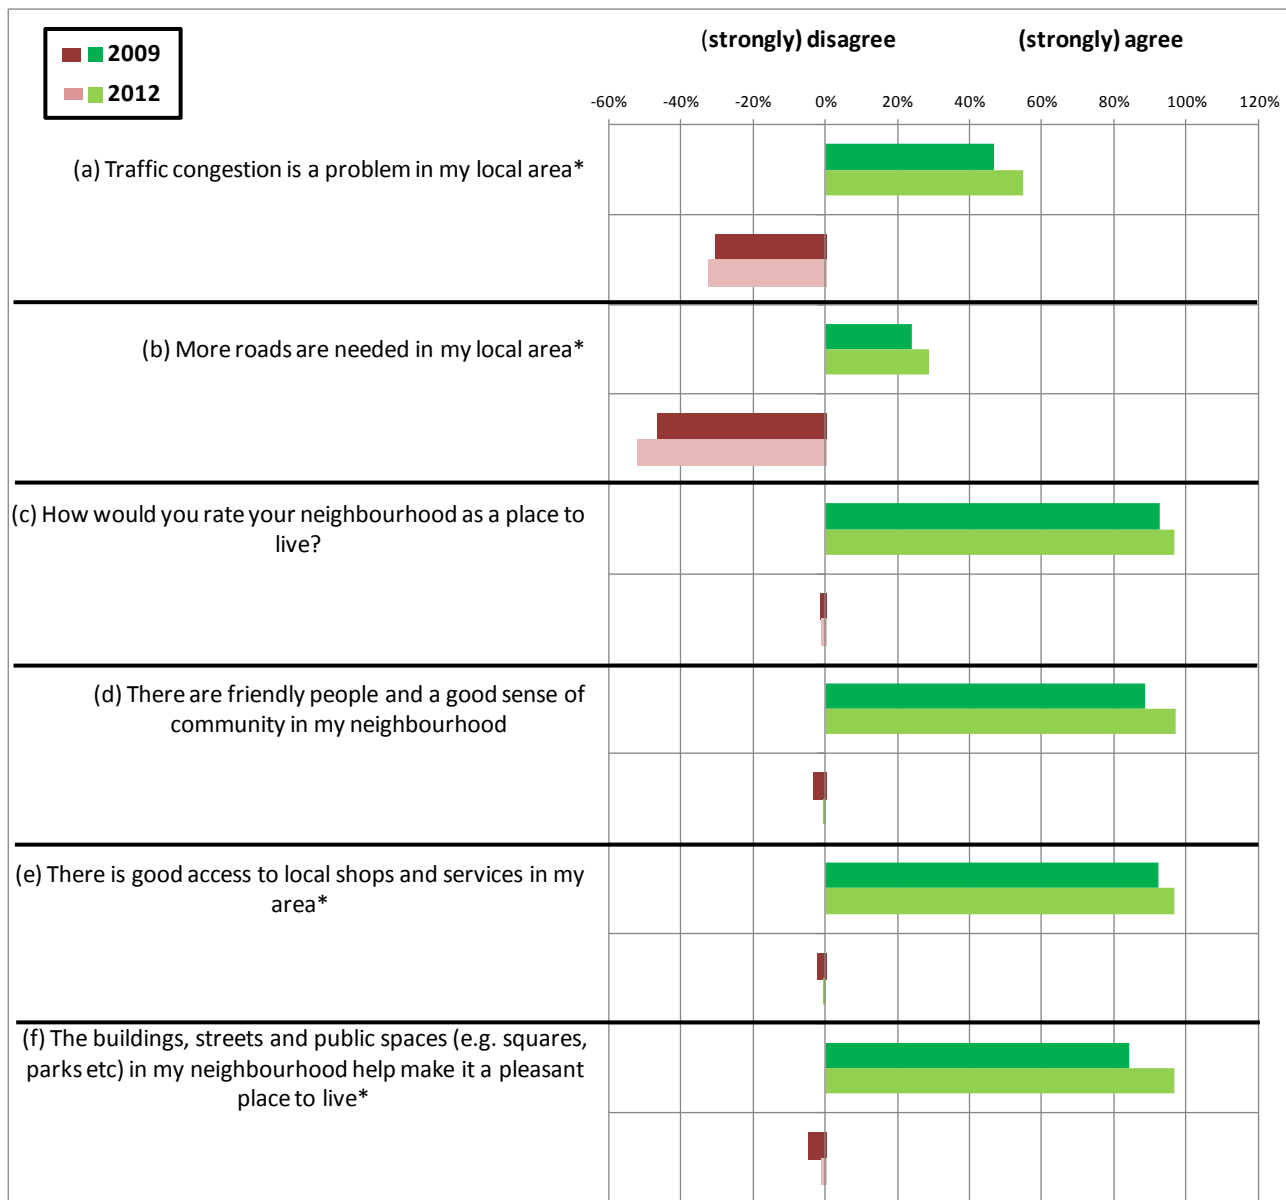 2009
2012
(strongly) disagree
(strongly) agree
-60%
-40%
-20%
0%
20%
40%
60%
80%
100%
120%
(a) Traffic congestion is a problem in my local area*
(b) More roads are needed in my local area*
(c) How would you rate your neighbourhood as a place to
live?
(d) There are friendly people and a good sense of
community in my neighbourhood
(e) There is good access to local shops and services in my
area*
(f) The buildings, streets and public spaces (e.g. squares,
parks etc) in my neighbourhood help make it a pleasant
place to live*